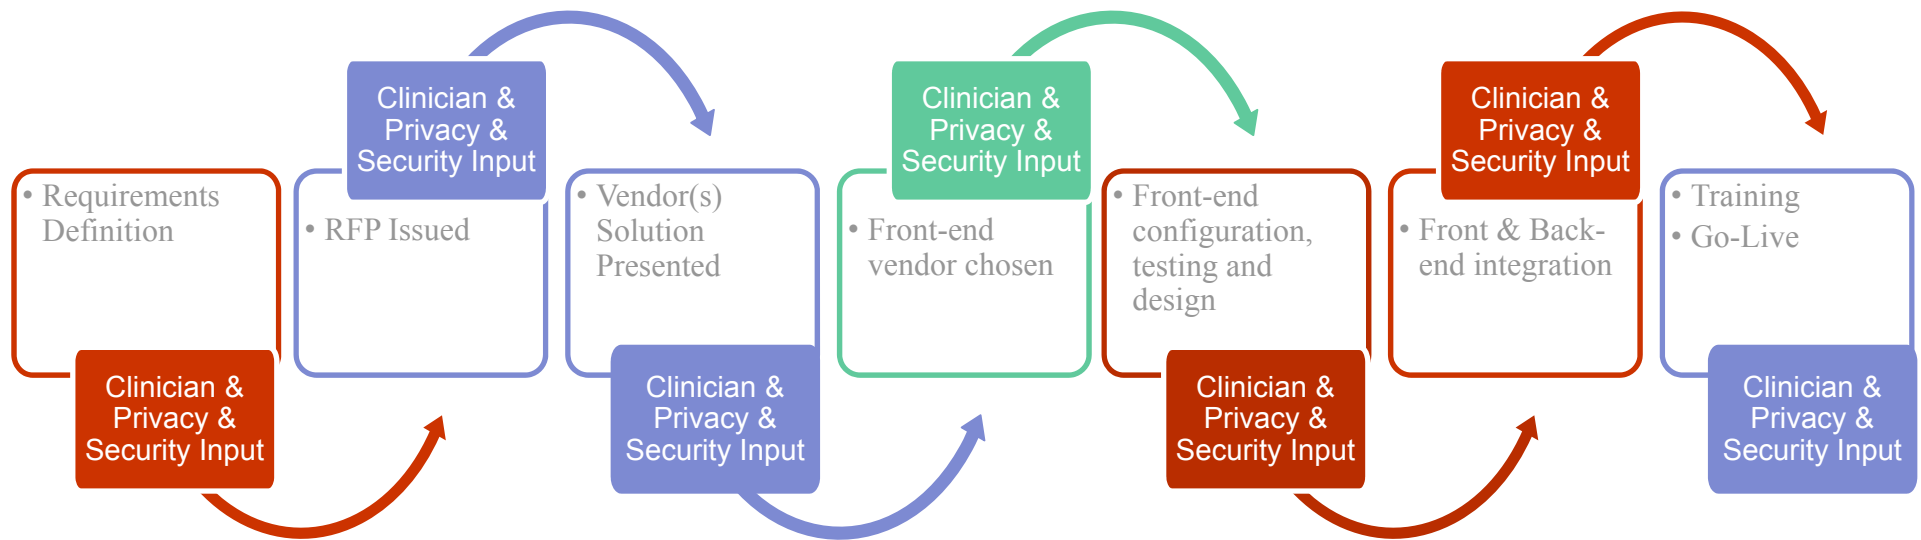 • Requirements
Definition
Clinician &
Privacy &
Security Input
Clinician &
Privacy &
Security Input
• RFP Issued
• Vendor(s)
Solution
Presented
Clinician &
Privacy &
Security Input
Clinician &
Privacy &
Security Input
• Front-end
vendor chosen
• Front-end
configuration,
testing and
design
Clinician &
Privacy &
Security Input
Clinician &
Privacy &
Security Input
• Front & Back-
end integration
• Training
• Go-Live
Clinician &
Privacy &
Security Input